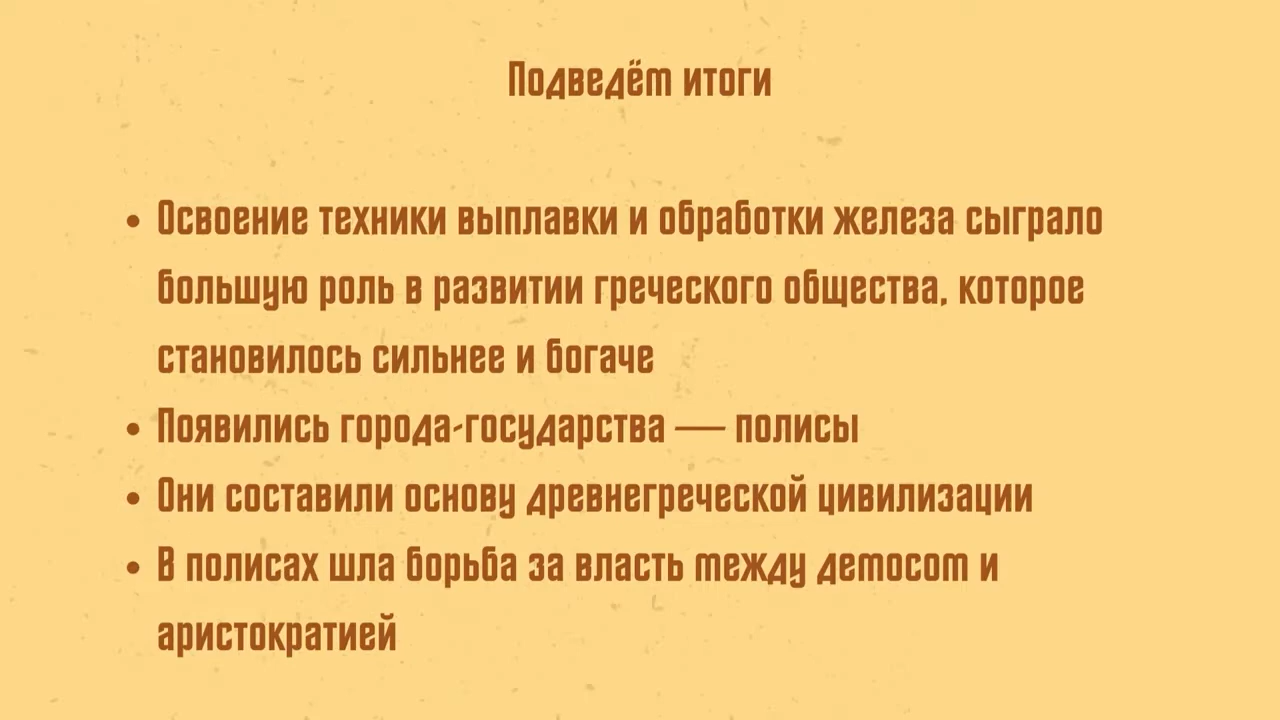 Подведём итоги
• Освоение техники выплавки и обработки железа сыграло
большую роль в развитии греческого общества, которое
становилось сильнее и богаче
• Появились города-государства — полисы
• Они составили основу древнегреческой цивилизации
• В полисах шла борьба за власть между демосом и
аристократией